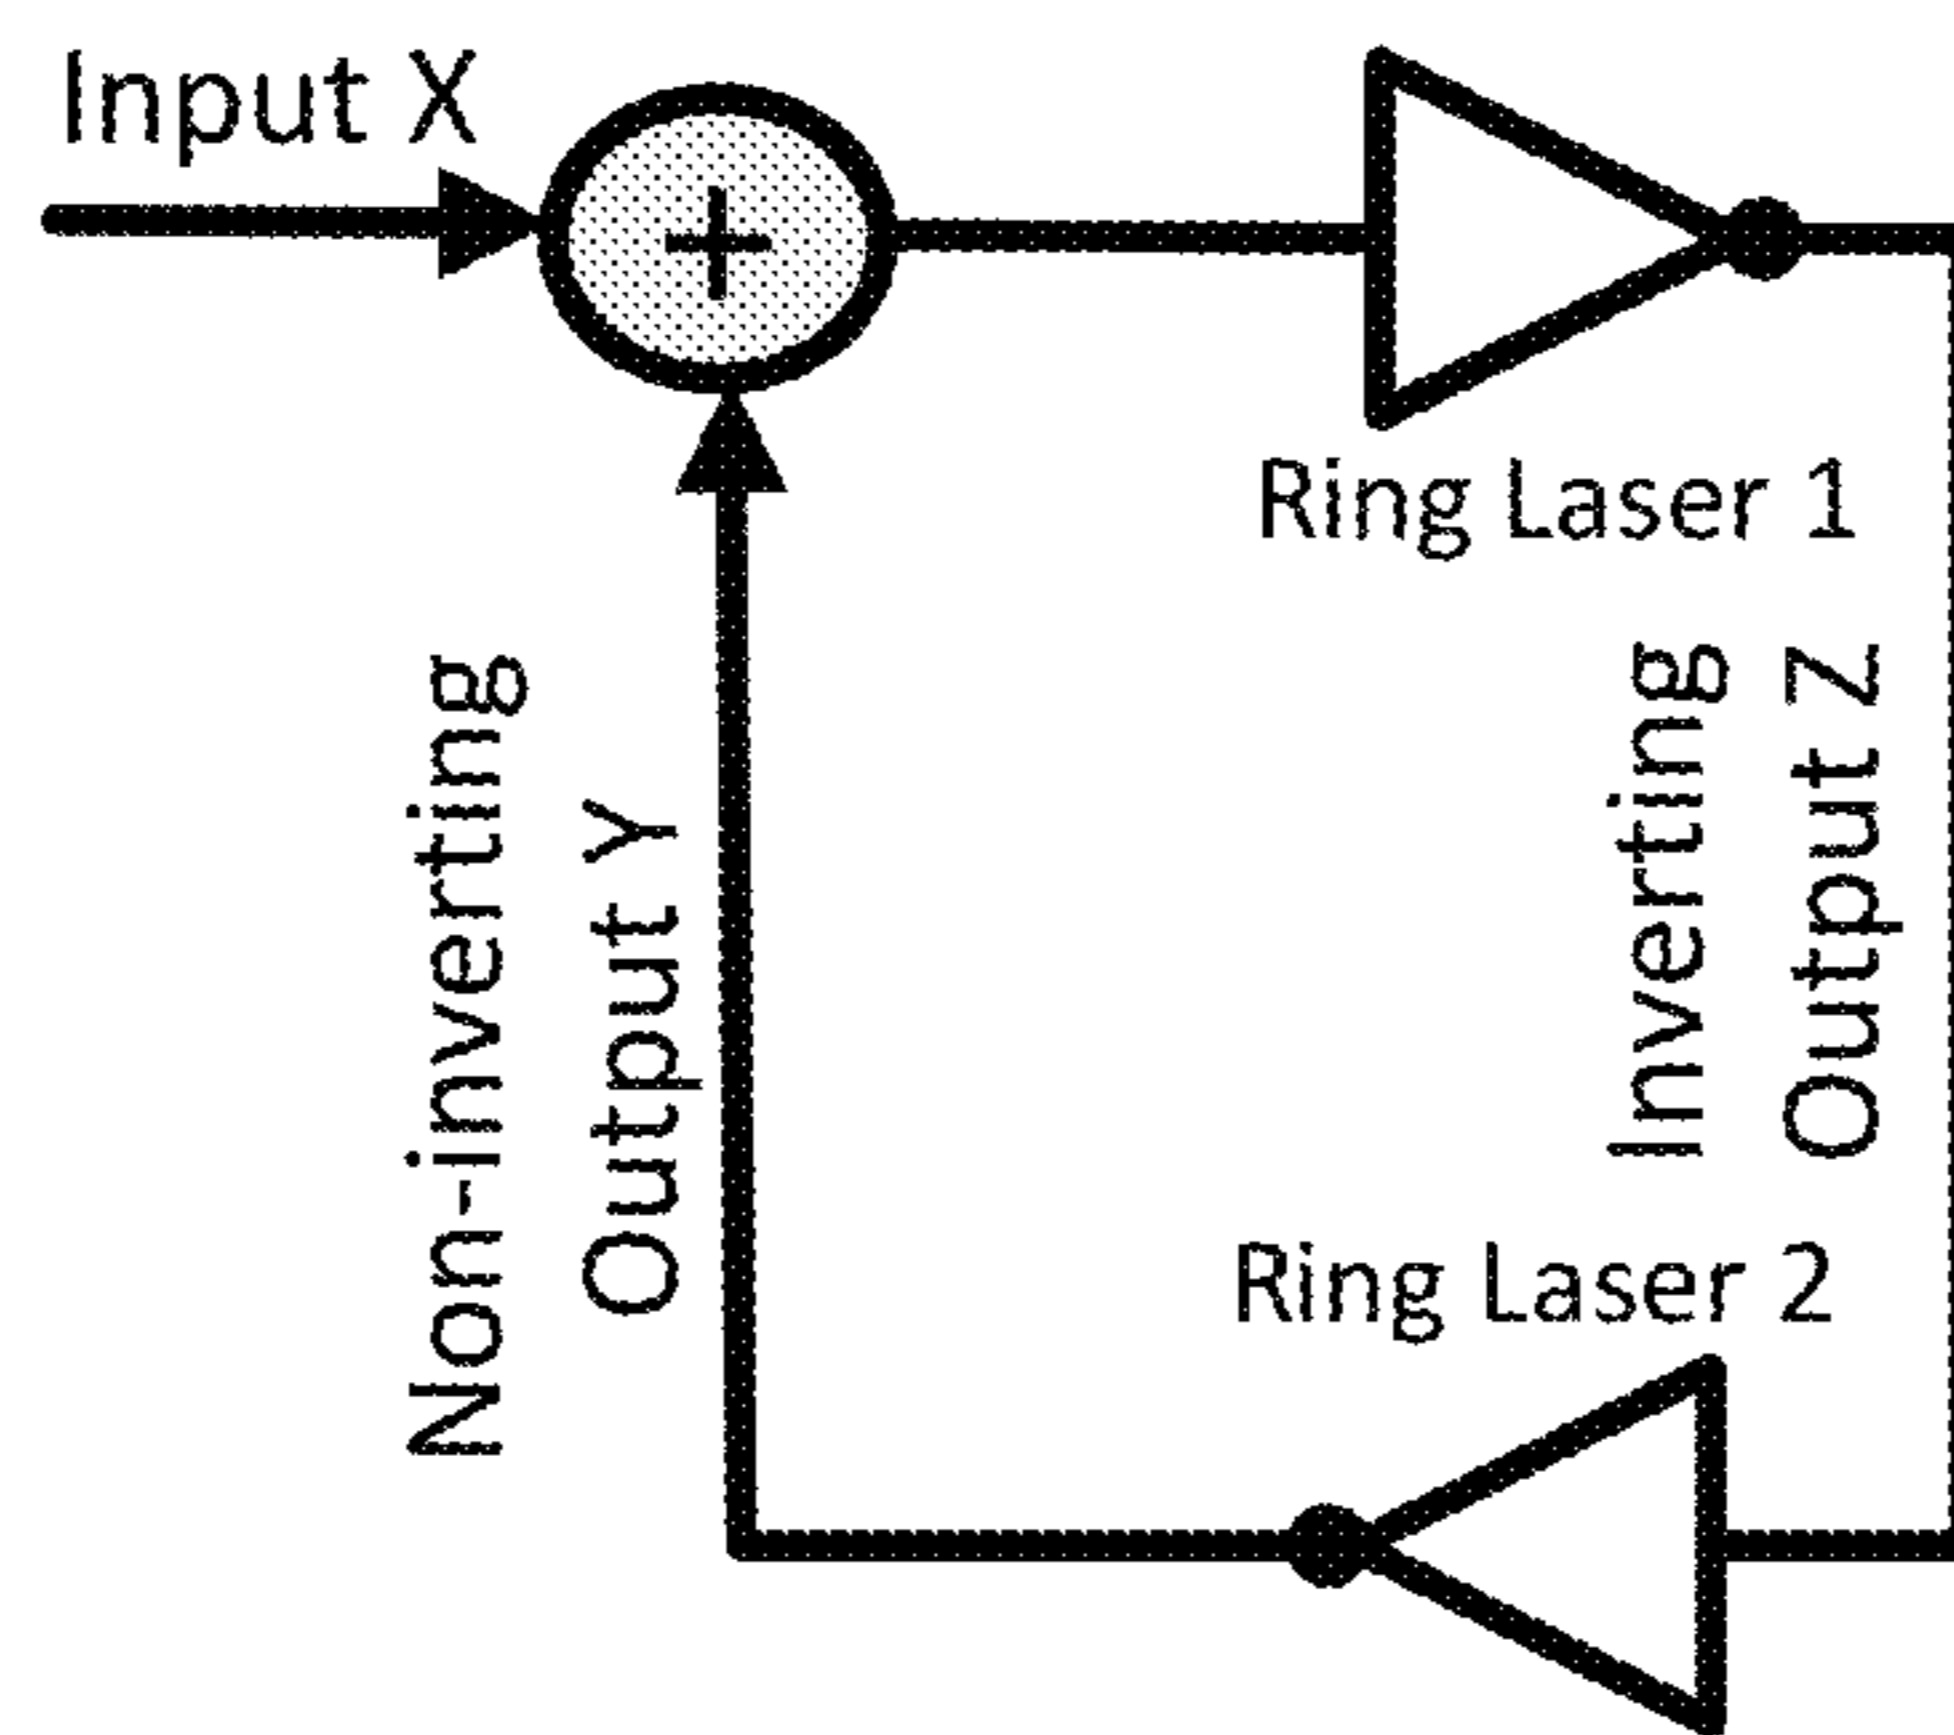 Input X
+
Ring Laser 1
Non-inverting
Output Y
Inverting
Output Z
Ring Laser 2